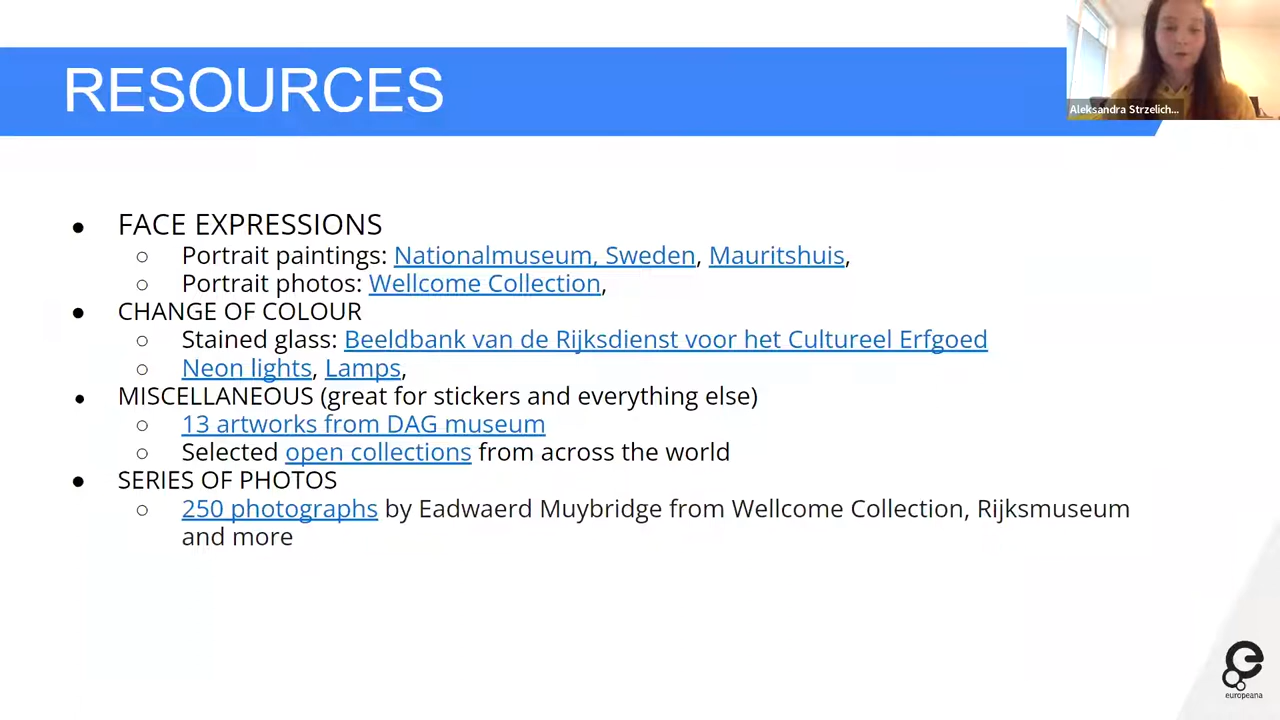 RESOURCES
Aleksandra Strzelich...
● FACE EXPRESSIONS
○ Portrait paintings: Nationalmuseum, Sweden, Mauritshuis,
○ Portrait photos: Wellcome Collection,
● CHANGE OF COLOUR
○ Stained glass: Beeldbank van de Rijksdienst voor het Cultureel Erfgoed
○ Neon lights, Lamps,
● MISCELLANEOUS (great for stickers and everything else)
○ 13 artworks from DAG museum
○ Selected open collections from across the world
● SERIES OF PHOTOS
○ 250 photographs by Eadwaerd Muybridge from Wellcome Collection, Rijksmuseum
and more
europeana